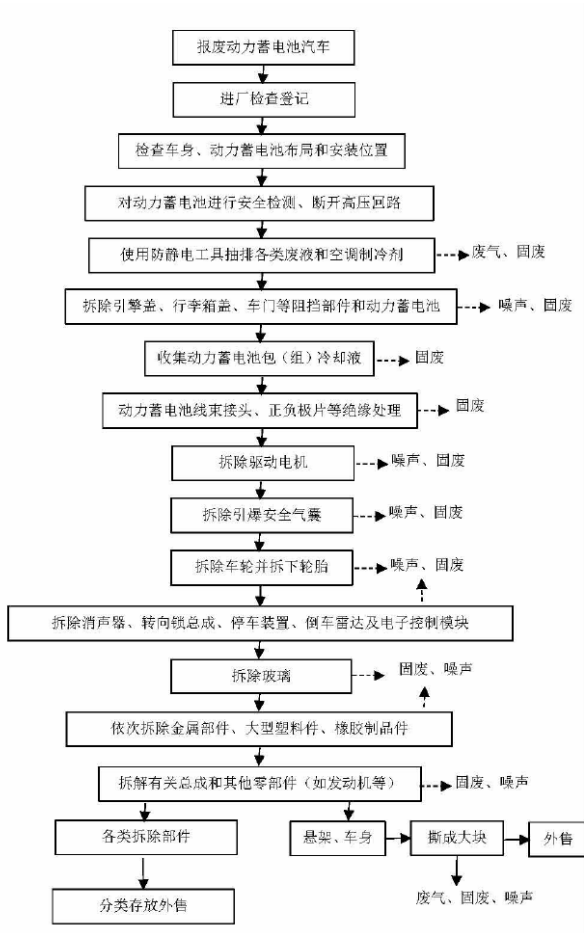 报废动力蓄电池汽车
进厂检查登记
检查车身、动力蓄电池布局和安装位置
对动力蓄电池进行安全检测、断开高压回路
使用防静电工具抽排各类废液和空调制冷剂
废气、固废
拆除引擎盖、行李箱盖、车门等阻挡部件和动力蓄电池
噪声、固废
收集动力蓄电池包（组）冷却液
固废
动力蓄电池线束接头、正负极片等绝缘处理
固废
拆除驱动电机
噪声、固废
拆除引爆安全气囊
噪声、固废
拆除车轮并拆下轮胎
噪声、固废
拆除消声器、转向锁总成、停车装置、倒车雷达及电子控制模块
拆除玻璃
固废、噪声
依次拆除金属部件、大型塑料件、橡胶制品件
拆解有关总成和其他零部件（如发动机等）
固废、噪声
各类拆除部件
悬架、车身
撕成大块
外售
分类存放外售
废气、固废、噪声